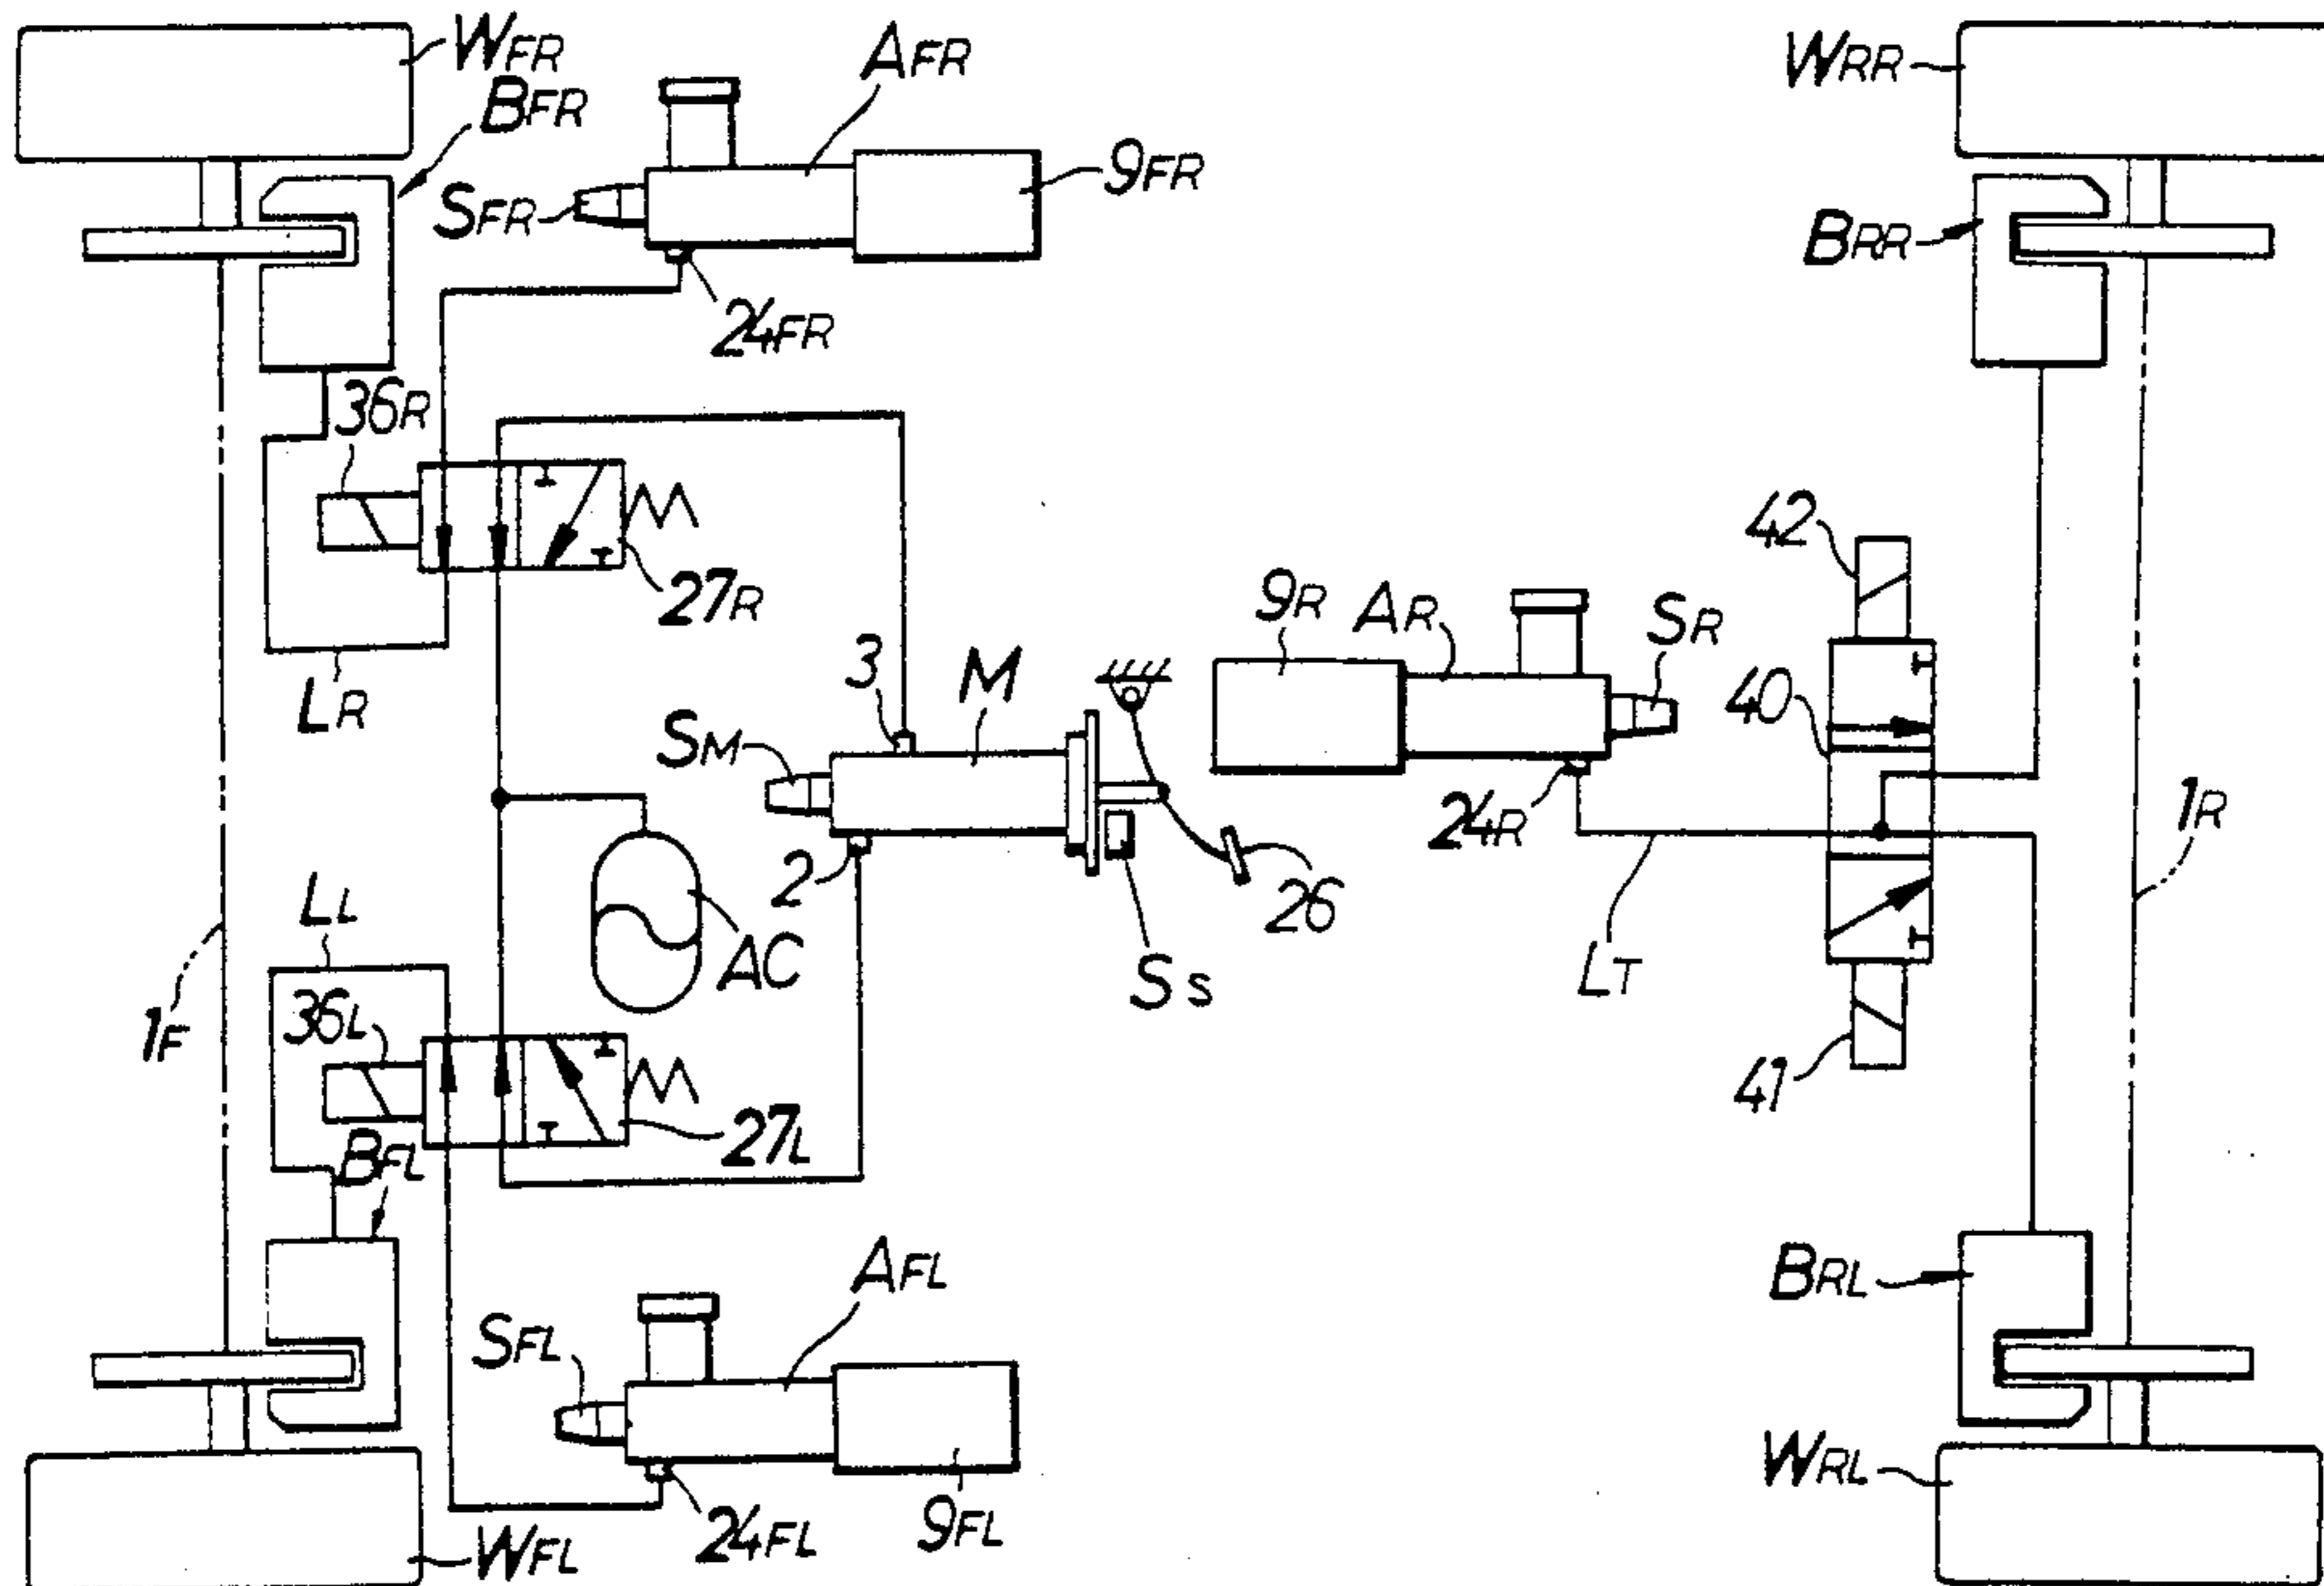 WFR
AFR
WRR
BFR
9FR
SFR
BRR
24FR
36R
42
27R
9R
AR
SR
3
M
LR
40
SM
24R
1R
2
26
LL
AC
LT
SS
1F
36L
41
27L
BFL
AFL
BRL
SFL
WRL
24FL
9FL
WFL